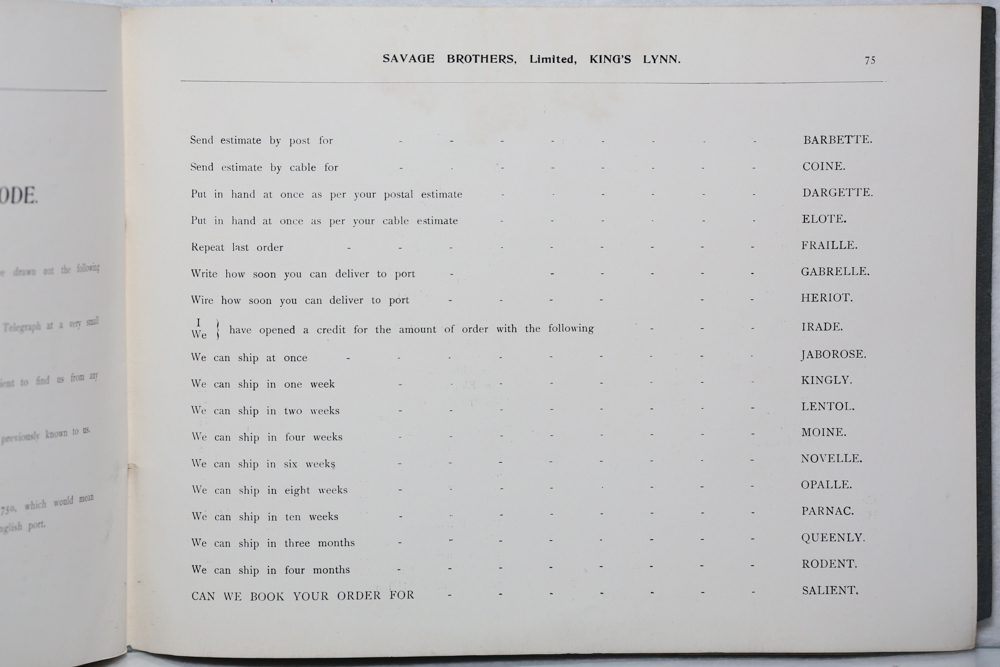 ODE.
drawn out the following
Telegraph at a very small
to find us from any
previously known to us.
750, which would mean
nglish port.
SAVAGE BROTHERS, Limited, KING'S LYNN. 75
Send estimate by post for - - - - - - - - BARBETTE.
Send estimate by cable for - - - - - - - - COINE.
Put in hand at once as per your postal estimate - - - - - - DARGETTE.
Put in hand at once as per your cable estimate - - - - - - ELOTE.
Repeat last order - - - - - - - - - FRAILLE.
Write how soon you can deliver to port - - - - - - GABRELLE.
Wire how soon you can deliver to port - - - - - - HERIOT.
I
We } have opened a credit for the amount of order with the following - - - IRADE.
We can ship at once - - - - - - - - - JABOROSE.
We can ship in one week - - - - - - - - KINGLY.
We can ship in two weeks - - - - - - - - LENTOL.
We can ship in four weeks - - - - - - - - MOINE.
We can ship in six weeks - - - - - - - - NOVELLE.
We can ship in eight weeks - - - - - - - - OPALLE.
We can ship in ten weeks - - - - - - - - PARNAC.
We can ship in three months - - - - - - - - QUEENLY.
We can ship in four months - - - - - - - - RODENT.
CAN WE BOOK YOUR ORDER FOR - - - - - - - SALIENT.